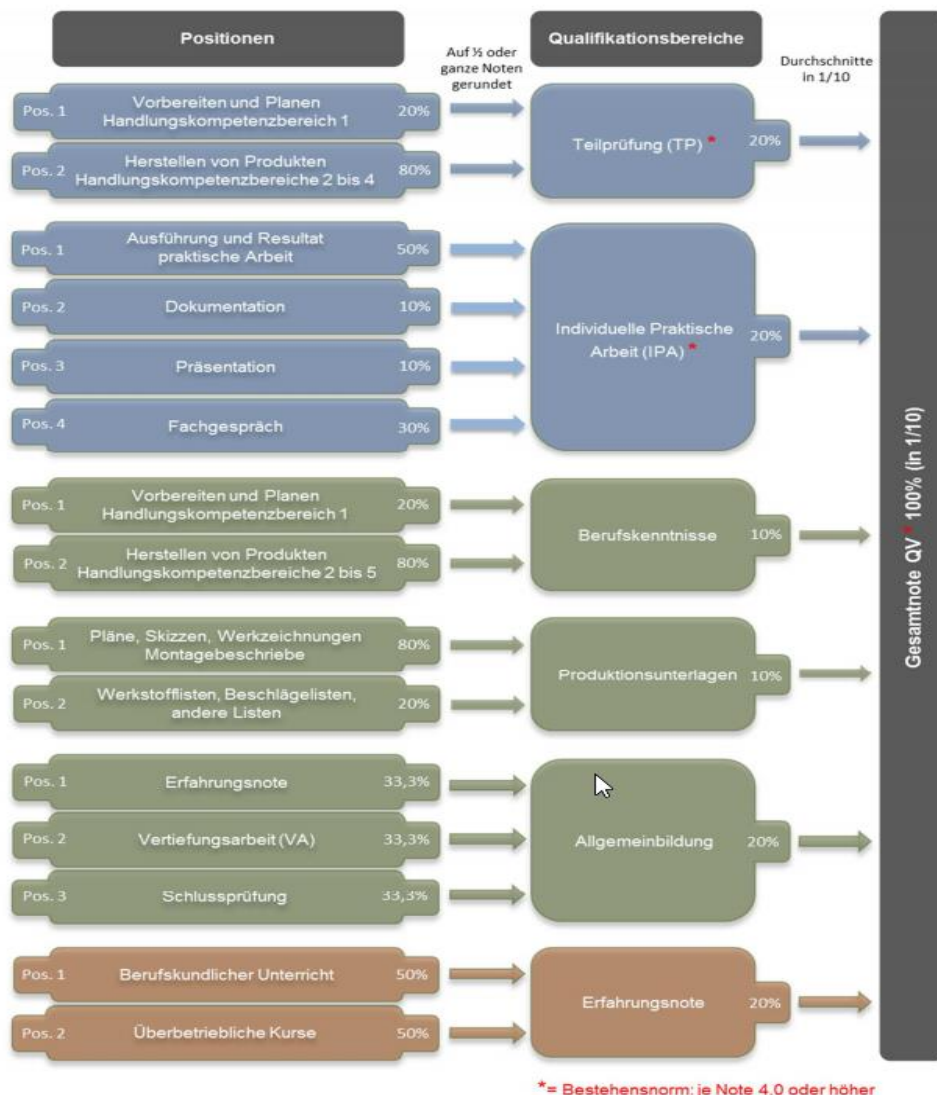 Positionen
Auf ½ oder
ganze Noten
gerundet
Qualifikationsbereiche
Durchschnitte
in 1/10
Pos. 1
Vorbereiten und Planen
Handlungskompetenzbereich 1
20%
Pos. 2
Herstellen von Produkten
Handlungskompetenzbereiche 2 bis 4
80%
Teilprüfung (TP) *
20%
Pos. 1
Ausführung und Resultat
praktische Arbeit
50%
Pos. 2
Dokumentation
10%
Pos. 3
Präsentation
10%
Pos. 4
Fachgespräch
30%
Individuelle Praktische
Arbeit (IPA) *
20%
Pos. 1
Vorbereiten und Planen
Handlungskompetenzbereich 1
20%
Pos. 2
Herstellen von Produkten
Handlungskompetenzbereiche 2 bis 5
80%
Berufskenntnisse
10%
Pos. 1
Pläne, Skizzen, Werkzeichnungen
Montagebeschriebe
80%
Pos. 2
Werkstofflisten, Beschlägelisten,
andere Listen
20%
Produktionsunterlagen
10%
Pos. 1
Erfahrungsnote
33,3%
Pos. 2
Vertiefungsarbeit (VA)
33,3%
Pos. 3
Schlussprüfung
33,3%
Allgemeinbildung
20%
Pos. 1
Berufskundlicher Unterricht
50%
Pos. 2
Überbetriebliche Kurse
50%
Erfahrungsnote
20%
Gesamtnote QV * 100% (in 1/10)
*= Bestehensnorm: je Note 4.0 oder höher